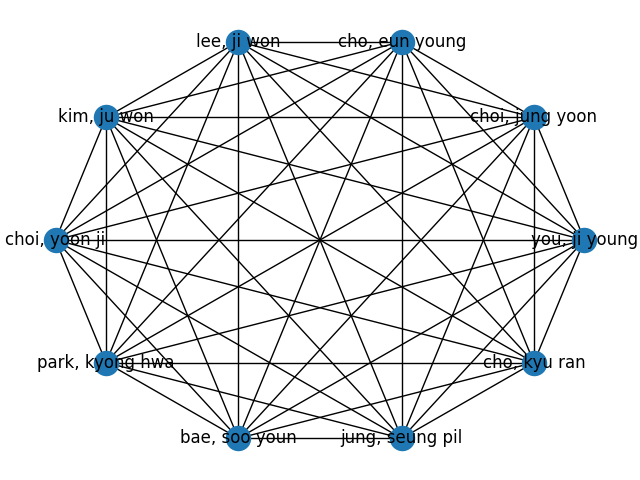 lee, ji won
cho, eun young
kim, ju won
choi, jung yoon
choi, yoon ji
you, ji young
park, kyong hwa
cho, kyu ran
bae, soo youn
jung, seung pil